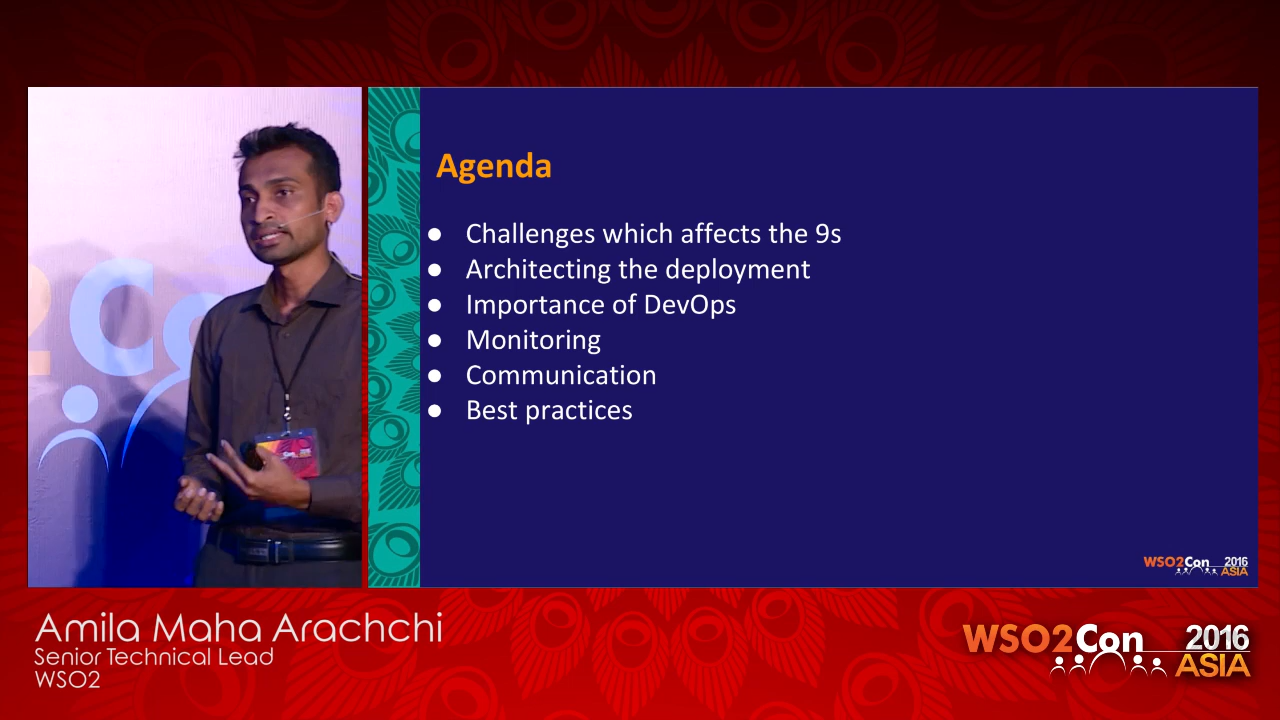 Agenda
● Challenges which affects the 9s
● Architecting the deployment
● Importance of DevOps
● Monitoring
● Communication
● Best practices
WSO2Con 2016
ASIA
Amila Maha Arachchi
Senior Technical Lead
WSO2
WSO2Con 2016
ASIA